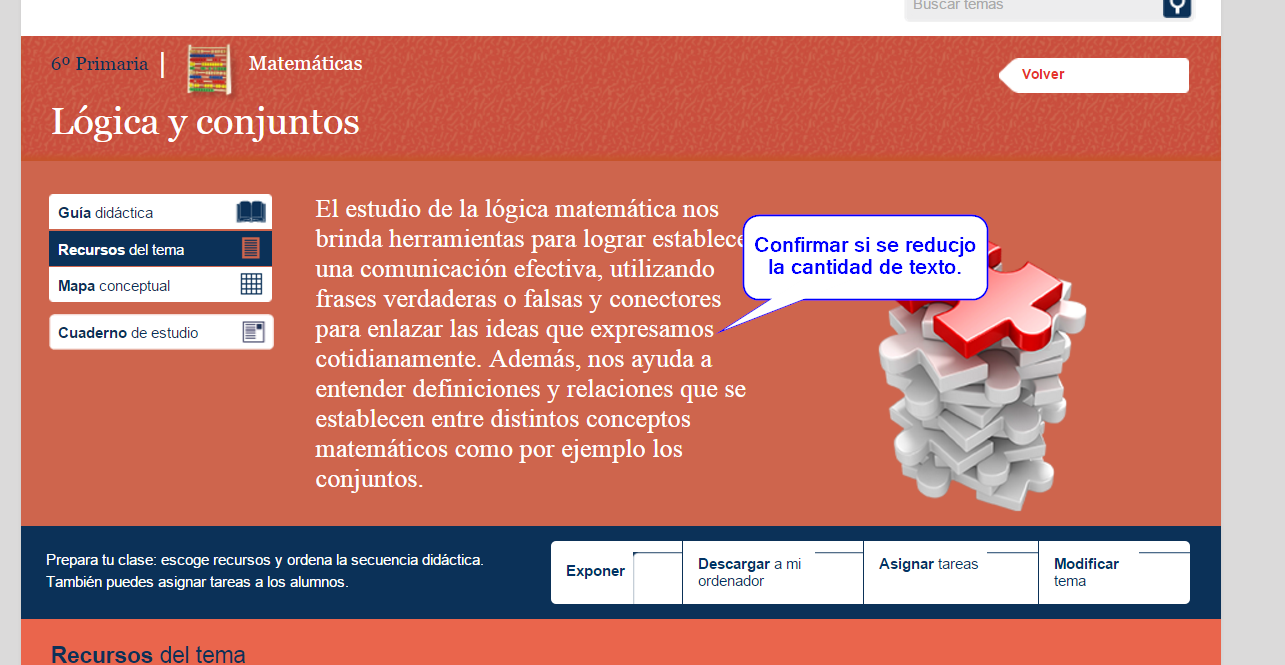 Buscar temas
6º Primaria
Matemáticas
Volver
Lógica y conjuntos
Guía didáctica
Recursos del tema
Mapa conceptual
Cuaderno de estudio
El estudio de la lógica matemática nos
brinda herramientas para lograr establece
una comunicación efectiva, utilizando
frases verdaderas o falsas y conectores
para enlazar las ideas que expresamos
cotidianamente. Además, nos ayuda a
entender definiciones y relaciones que se
establecen entre distintos conceptos
matemáticos como por ejemplo los
conjuntos.
Confirmar si se reducjo
la cantidad de texto.
Prepara tu clase: escoge recursos y ordena la secuencia didáctica.
También puedes asignar tareas a los alumnos.
Exponer
Descargar a mi
ordenador
Asignar tareas
Modificar
tema
Recursos del tema